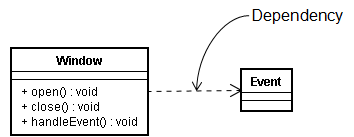 Dependency
Window
Event
+ open() : void
+ close() : void
+ handleEvent() : void